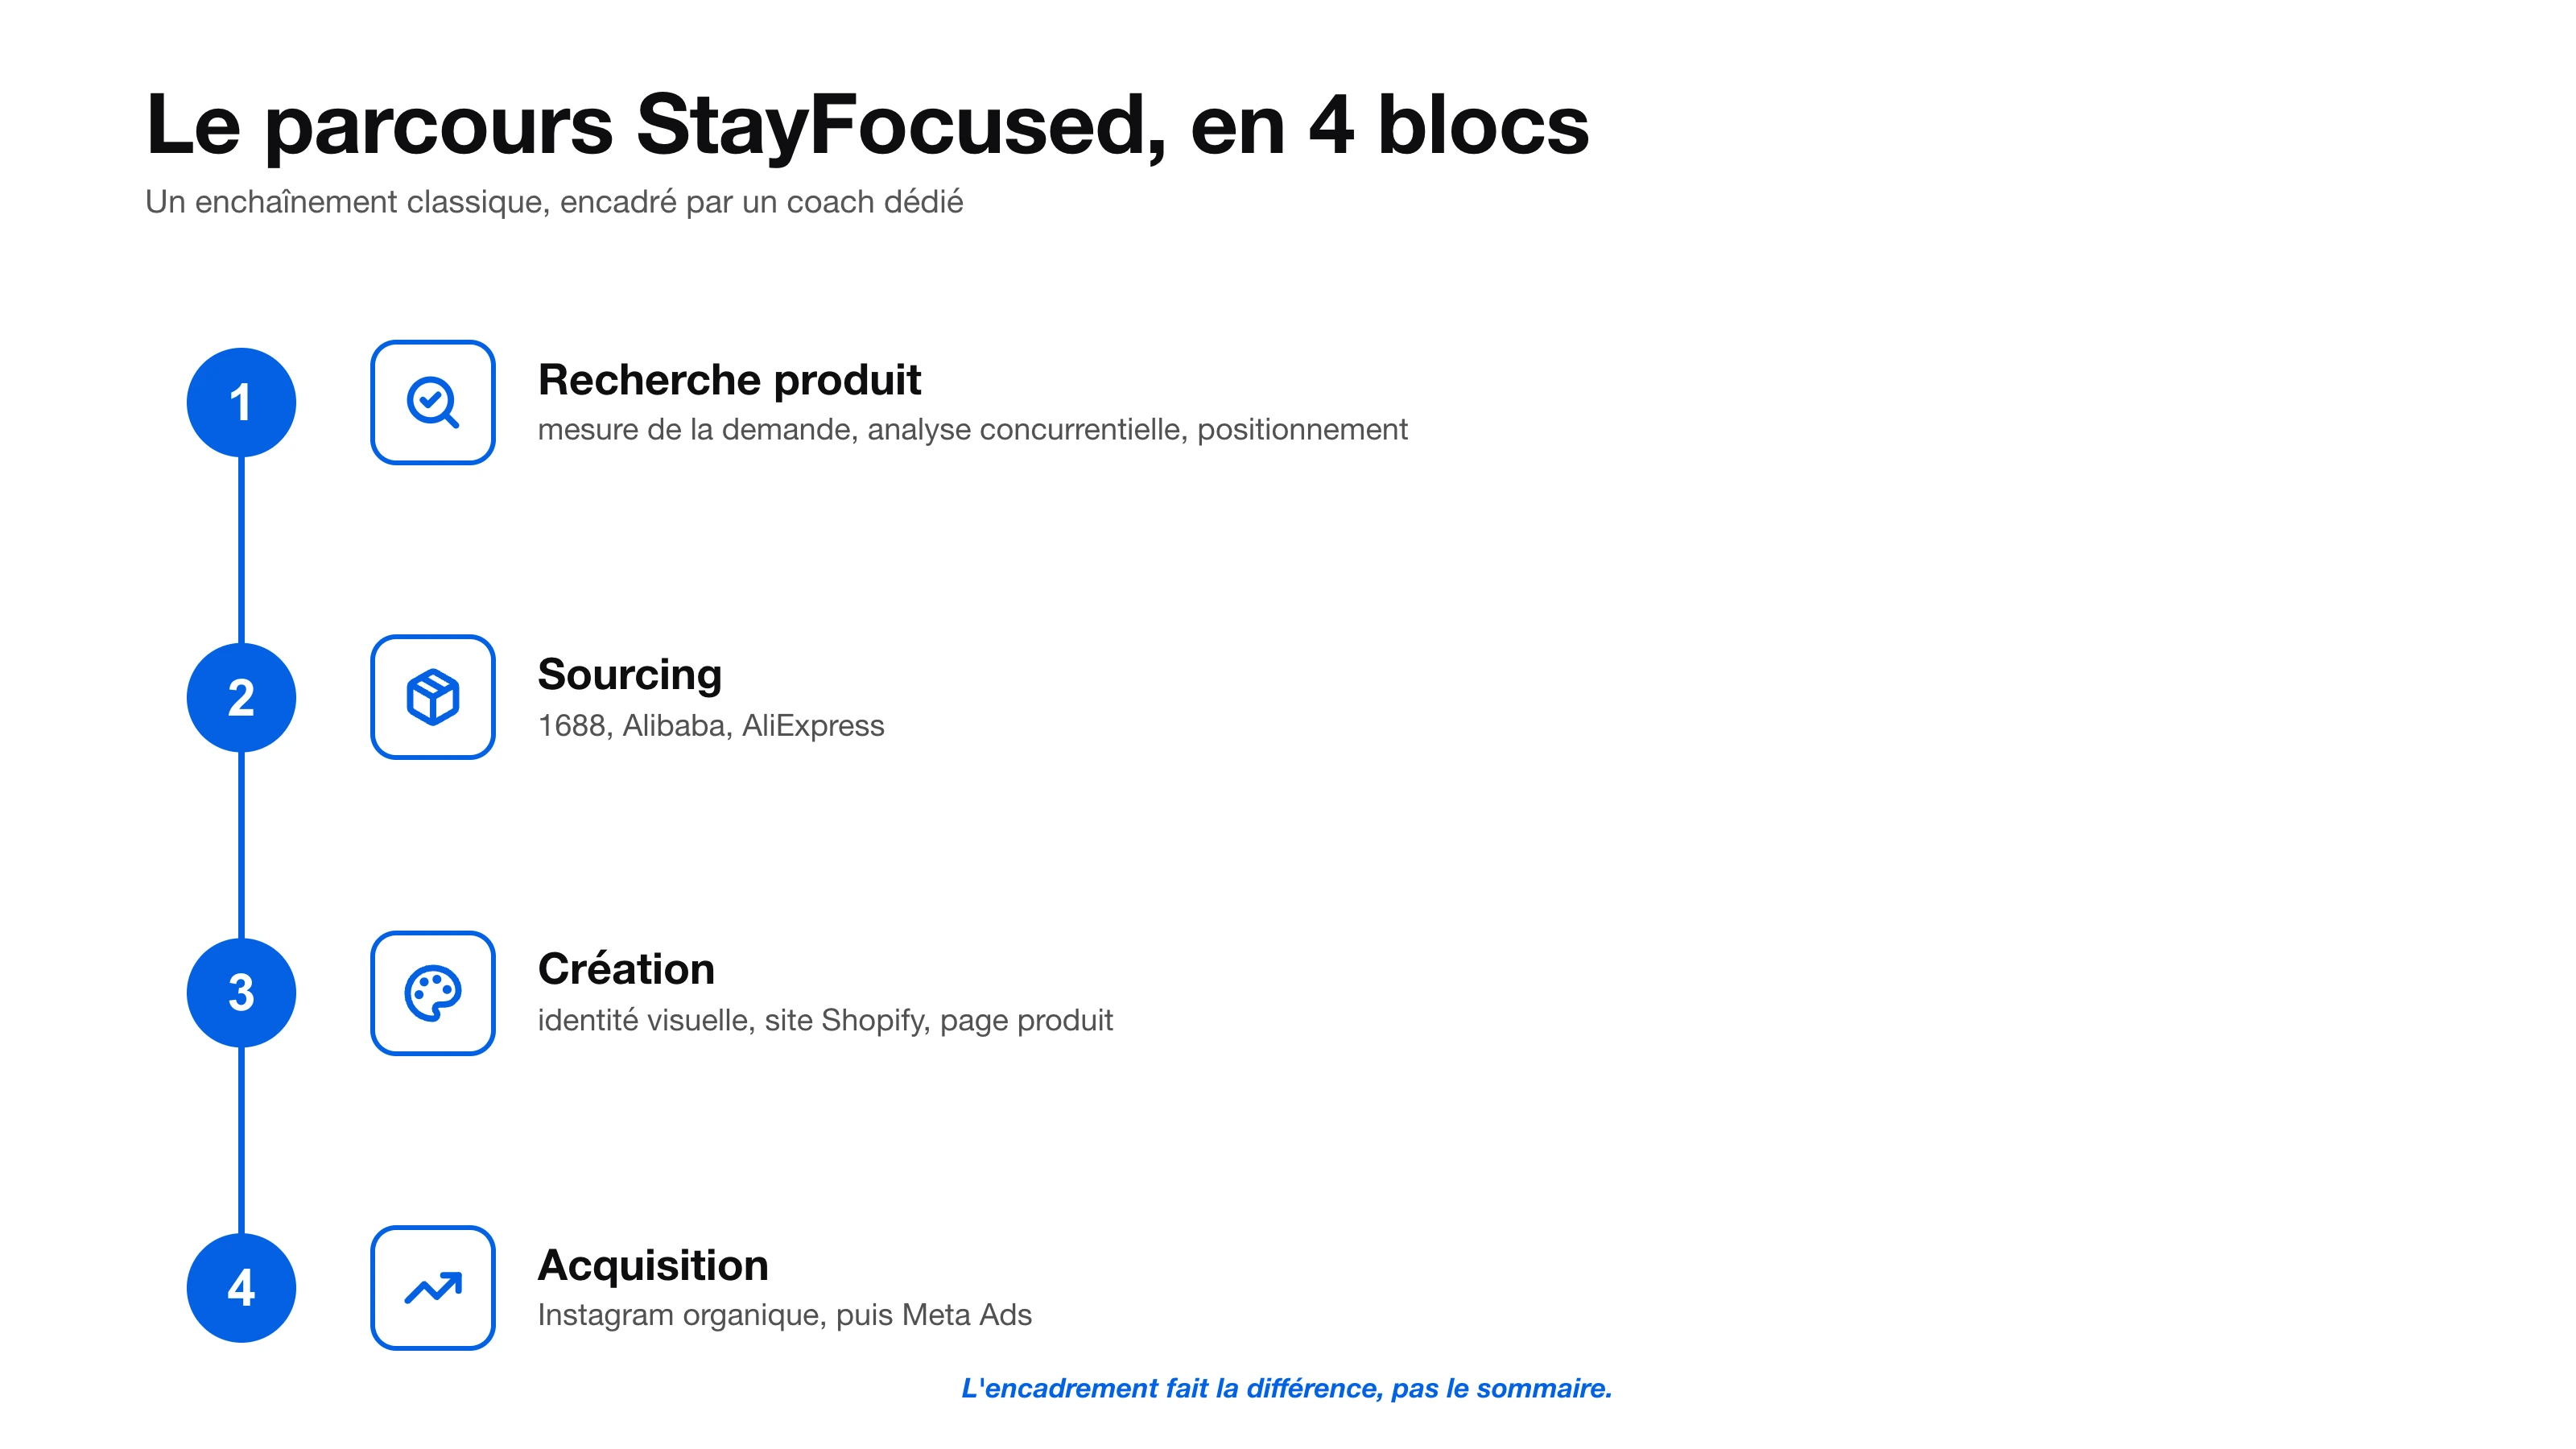 Le parcours StayFocused, en 4 blocs
Un enchaînement classique, encadré par un coach dédié
1
Recherche produit
mesure de la demande, analyse concurrentielle, positionnement
2
Sourcing
1688, Alibaba, AliExpress
3
Création
identité visuelle, site Shopify, page produit
4
Acquisition
Instagram organique, puis Meta Ads
L'encadrement fait la différence, pas le sommaire.